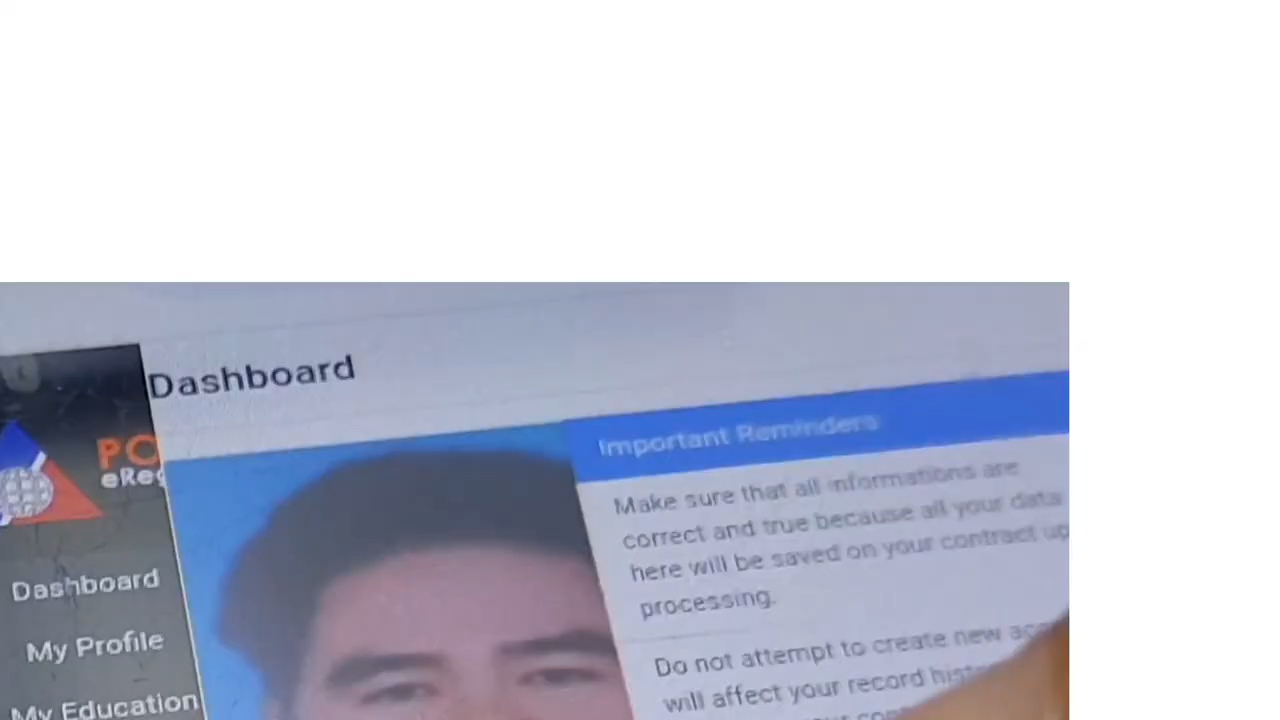 Dashboard
Important Reminders
Make sure that all informations are
correct and true because all your data
here will be saved on your contract up
processing.
Do not attempt to create new
will affect your record
PO
eReg
Dashboard
My Profile
My Education